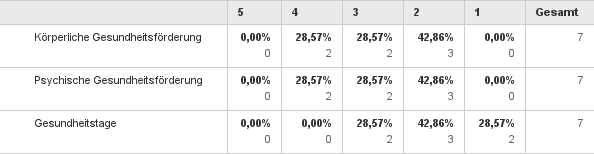 5 4 3 2 1 Gesamt
Körperliche Gesundheitsförderung 0,00% 28,57% 28,57% 42,86% 0,00% 7
0 2 2 3 0
Psychische Gesundheitsförderung 0,00% 28,57% 28,57% 42,86% 0,00% 7
0 2 2 3 0
Gesundheitstage 0,00% 0,00% 28,57% 42,86% 28,57% 7
0 0 2 3 2